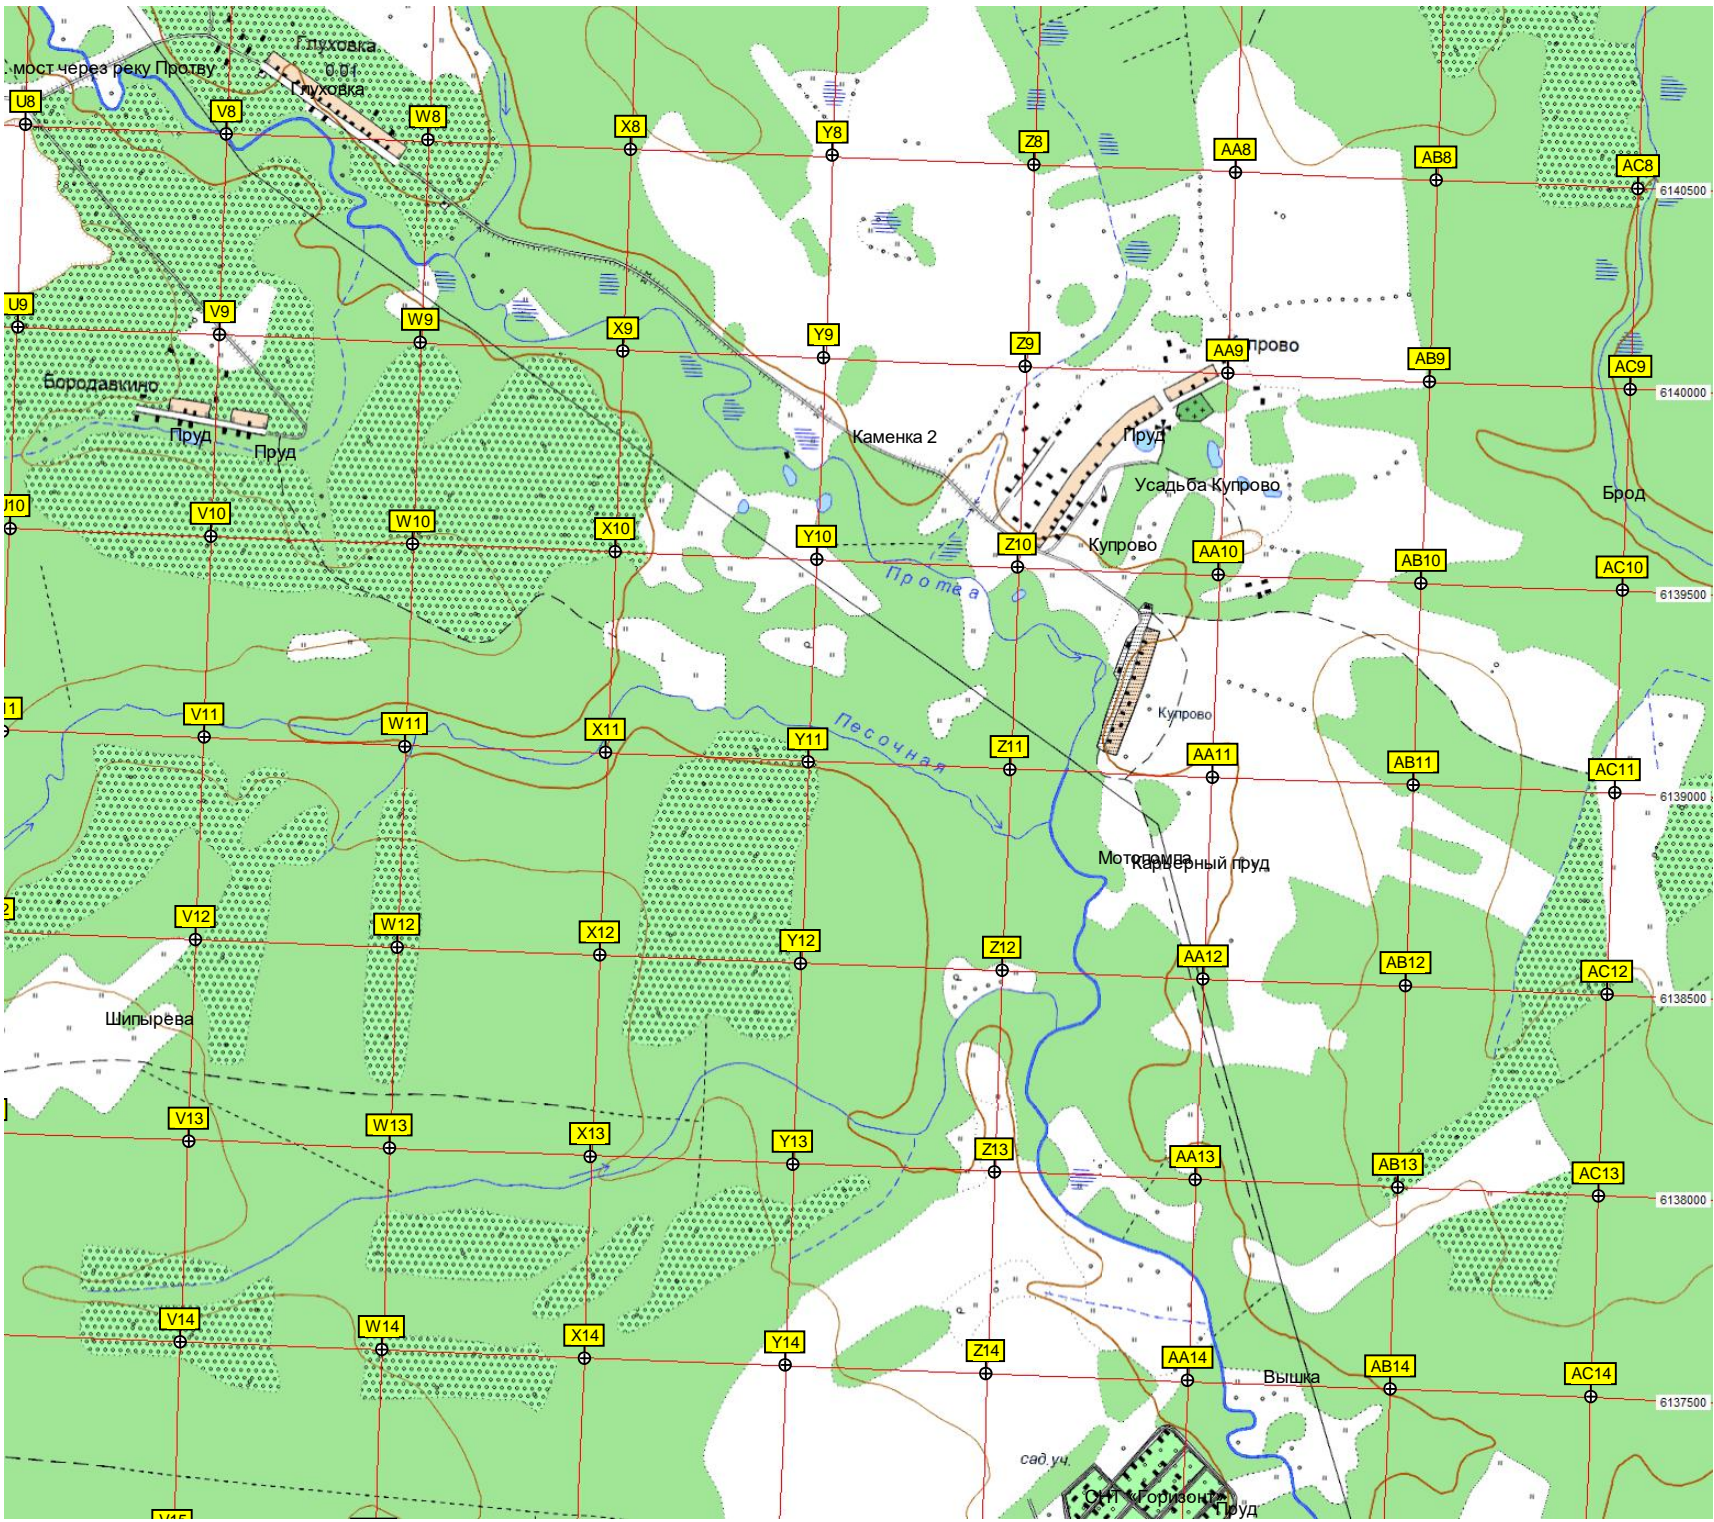 Глуховка
0.01
мост через реку Протву
Глуховка
U8
V8
W8
X8
Y8
Z8
AA8
AB8
AC8
6140500
U9
V9
W9
X9
Y9
Z9
AA9
AB9
AC9
6140000
Бородавкино
Пруд
Пруд
Каменка 2
Пруд
Усадьба Купрово
Брод
V10
W10
X10
Y10
Z10
Купрово
AA10
AB10
AC10
6139500
Протва
Купрово
V11
W11
X11
Y11
Песочная
Z11
AA11
AB11
AC11
6139000
Мотопомпа
Карьерный пруд
V12
W12
X12
Y12
Z12
AA12
AB12
AC12
6138500
Шипырева
V13
W13
X13
Y13
Z13
AA13
AB13
AC13
6138000
V14
W14
X14
Y14
Z14
AA14
Вышка
AB14
AC14
6137500
сад.уч.
СНТ «Горизонт»
Пруд